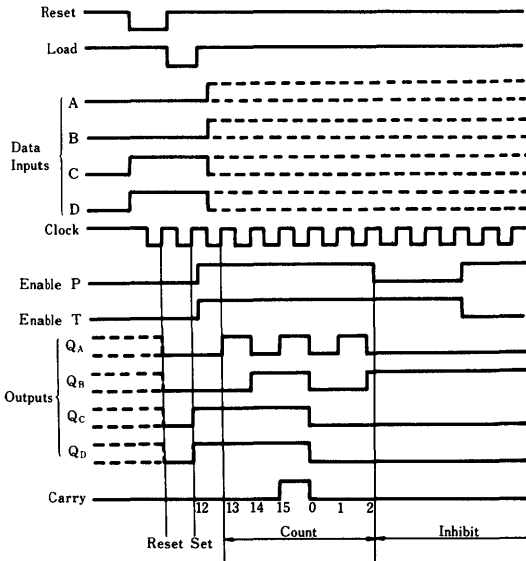 Reset
Load
A
B
Data
Inputs
C
D
Clock
Enable P
Enable T
QA
QB
Outputs
QC
QD
Carry
12 13 14 15 0 1 2
Count Inhibit
Reset Set